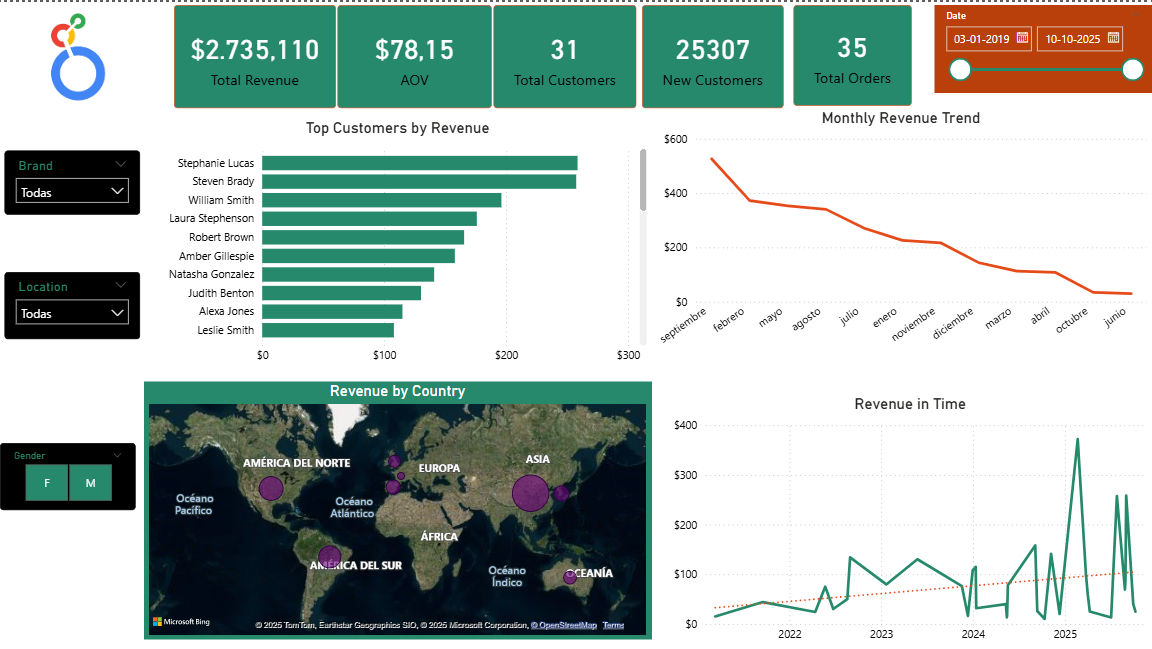 $2.735,110
Total Revenue
$78,15
AOV
31
Total Customers
25307
New Customers
35
Total Orders
Date
03-01-2019
10-10-2025
Brand
Todas
Location
Todas
Gender
F
M
Top Customers by Revenue
Stephanie Lucas
Steven Brady
William Smith
Laura Stephenson
Robert Brown
Amber Gillespie
Natasha Gonzalez
Judith Benton
Alexa Jones
Leslie Smith
$0
$100
$200
$300
Monthly Revenue Trend
$600
$400
$200
$0
septiembre
febrero
mayo
agosto
julio
enero
noviembre
diciembre
marzo
abril
octubre
junio
Revenue by Country
AMÉRICA DEL NORTE
EUROPA
ASIA
Océano
Pacífico
Océano
Atlántico
ÁFRICA
AMÉRICA DEL SUR
Océano
Índico
OCEANÍA
Microsoft Bing
© 2025 TomTom, Earthstar Geographics SIO, © 2025 Microsoft Corporation, © OpenStreetMap Terms
Revenue in Time
$400
$300
$200
$100
$0
2022
2023
2024
2025